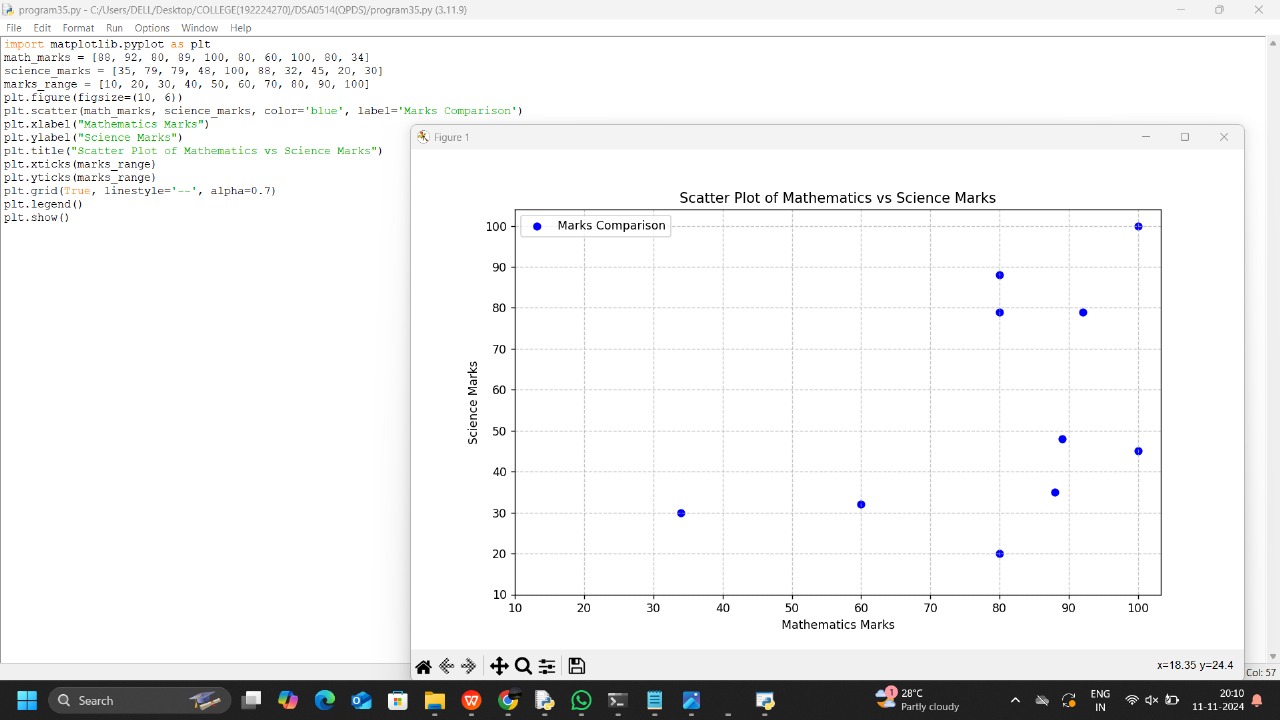 program35.py - C:/Users/DELL/Desktop/COLLEGE(192224270)/DSA0514(QPDS)/program35.py (3.11.9)
File Edit Format Run Options Window Help
import matplotlib.pyplot as plt
math_marks = [88, 92, 80, 89, 100, 80, 60, 100, 80, 34]
science_marks = [35, 79, 79, 48, 100, 88, 32, 45, 20, 30]
marks_range = [10, 20, 30, 40, 50, 60, 70, 80, 90, 100]
plt.figure(figsize=(10, 6))
plt.scatter(math_marks, science_marks, color='blue', label='Marks Comparison')
plt.xlabel("Mathematics Marks")
plt.ylabel("Science Marks")
plt.title("Scatter Plot of Mathematics vs Science Marks")
plt.xticks(marks_range)
plt.yticks(marks_range)
plt.grid(True, linestyle='--', alpha=0.7)
plt.legend()
plt.show()
Figure 1
Scatter Plot of Mathematics vs Science Marks
Marks Comparison
100
90
80
70
60
50
40
30
20
10
Science Marks
10 20 30 40 50 60 70 80 90 100
Mathematics Marks
x=18.35 y=24.4
Col: 57
Search
1
28°C
Partly cloudy
ENG
IN
20:10
11-11-2024